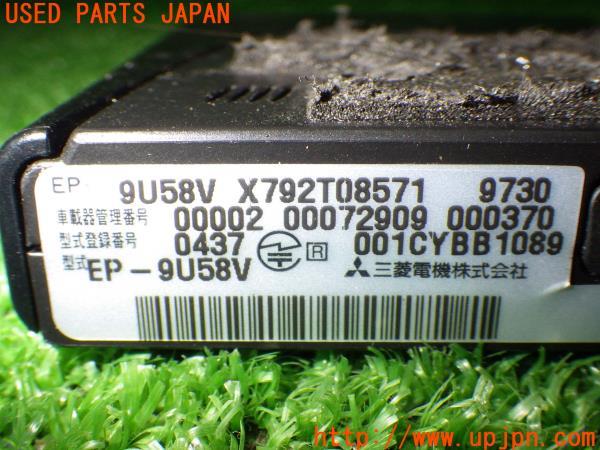 USED PARTS JAPAN
EP 9U58V X792T08571 9730
車載器管理番号 00002 00072909 000370
型式登録番号 0437 R 001CYBB1089
型式 EP-9U58V 三菱電機株式会社
http://www.upjpn.com/